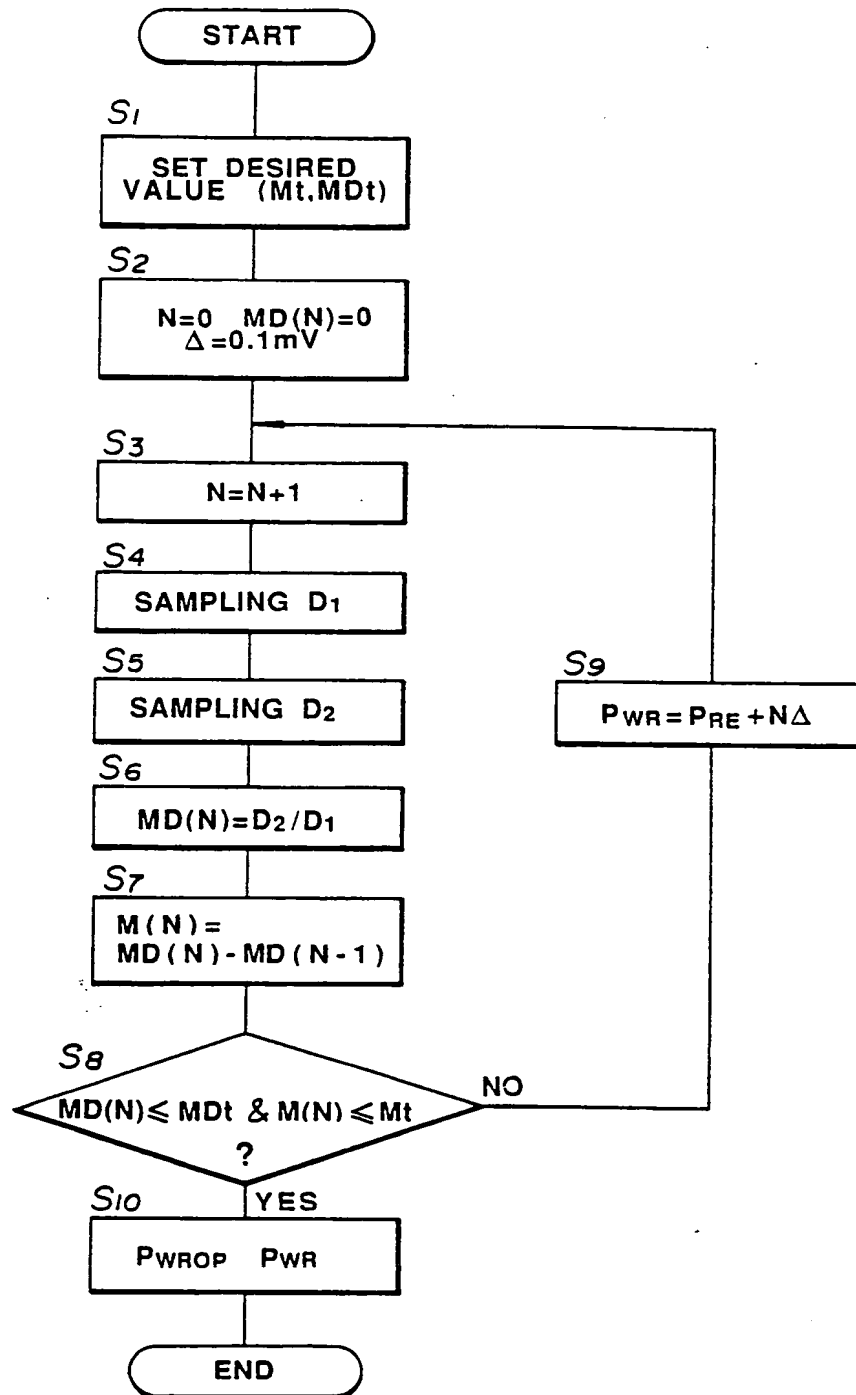 START
S1
SET DESIRED
VALUE (Mt,MDt)
S2
N=0 MD(N)=0
Δ=0.1mV
S3
N=N+1
S4
SAMPLING D1
S5
SAMPLING D2
S9
PWR=PRE+NΔ
S6
MD(N)=D2/D1
S7
M(N)=
MD(N)-MD(N-1)
S8
NO
MD(N)≤MDt & M(N)≤Mt
?
S10
YES
PWROP PWR
END